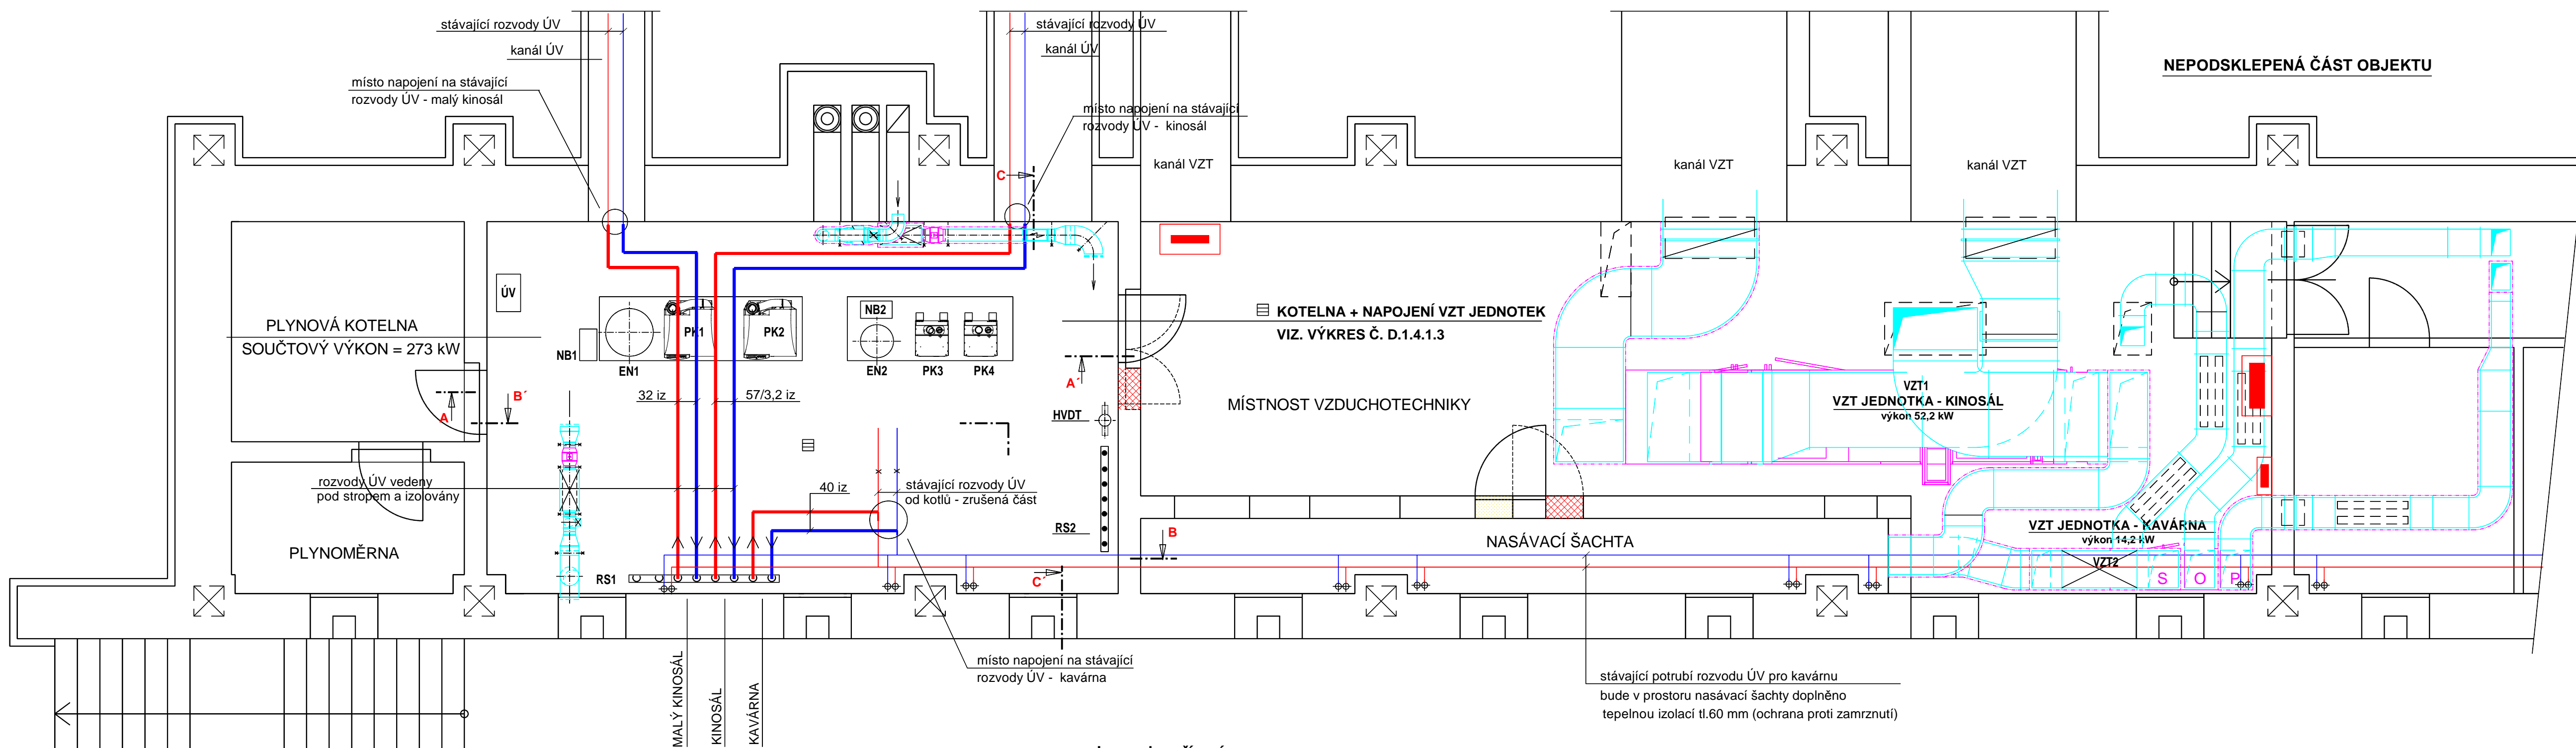 stávající rozvody ÚV
kanál ÚV
místo napojení na stávající
rozvody ÚV - malý kinosál
stávající rozvody ÚV
kanál ÚV
místo napojení na stávající
rozvody ÚV - kinosál
NEPODSKLEPENÁ ČÁST OBJEKTU
kanál VZT
kanál VZT
kanál VZT
C
PLYNOVÁ KOTELNA
SOUČTOVÝ VÝKON = 273 kW
ÚV
NB1
EN1
PK1
PK2
NB2
EN2
PK3
PK4
KOTELNA + NAPOJENÍ VZT JEDNOTEK
VIZ. VÝKRES Č. D.1.4.1.3
A
B´
A´
32 iz
57/3,2 iz
HVDT
MÍSTNOST VZDUCHOTECHNIKY
VZT1
VZT JEDNOTKA - KINOSÁL
výkon 52,2 kW
rozvody ÚV vedeny
pod stropem a izolovány
40 iz
stávající rozvody ÚV
od kotlů - zrušená část
RS2
B
PLYNOMĚRNA
NASÁVACÍ ŠACHTA
VZT JEDNOTKA - KAVÁRNA
výkon 14,2 kW
VZT2
S O P
RS1
C´
MALÝ KINOSÁL
KINOSÁL
KAVÁRNA
místo napojení na stávající
rozvody ÚV - kavárna
stávající potrubí rozvodu ÚV pro kavárnu
bude v prostoru nasávací šachty doplněno
tepelnou izolací tl.60 mm (ochrana proti zamrznutí)